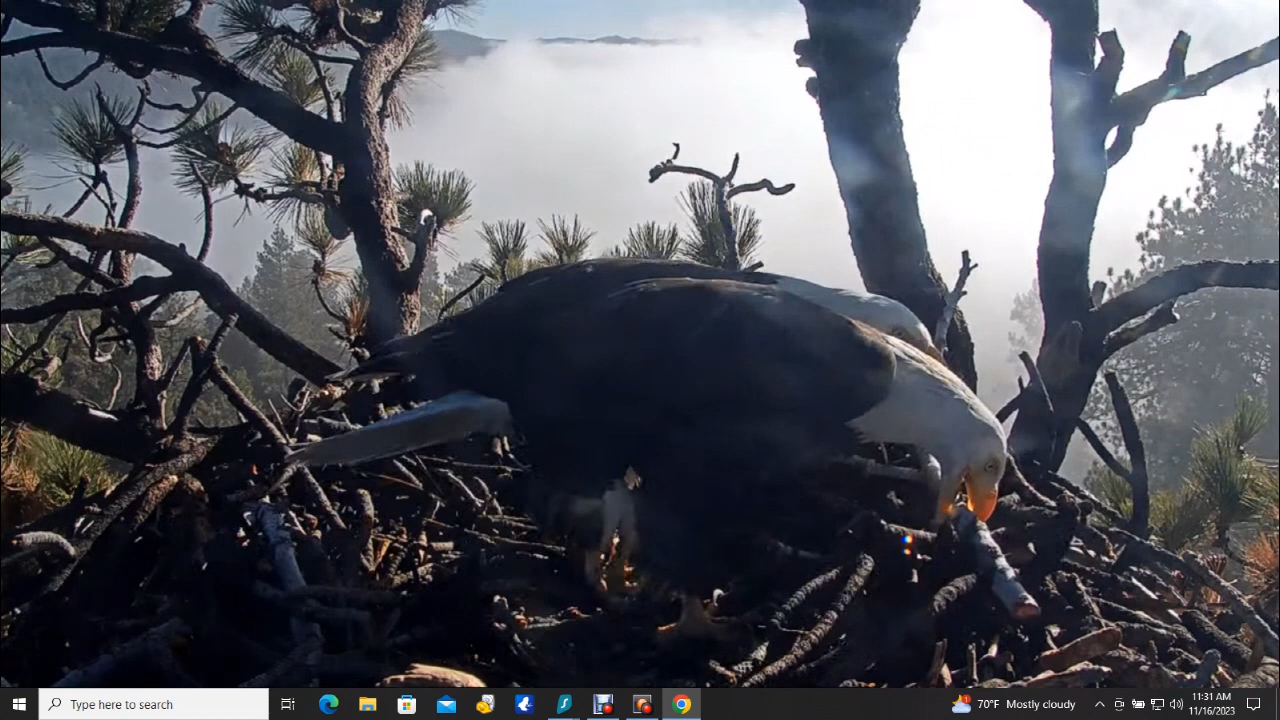 Type here to search
70°F Mostly cloudy
11:31 AM
11/16/2023